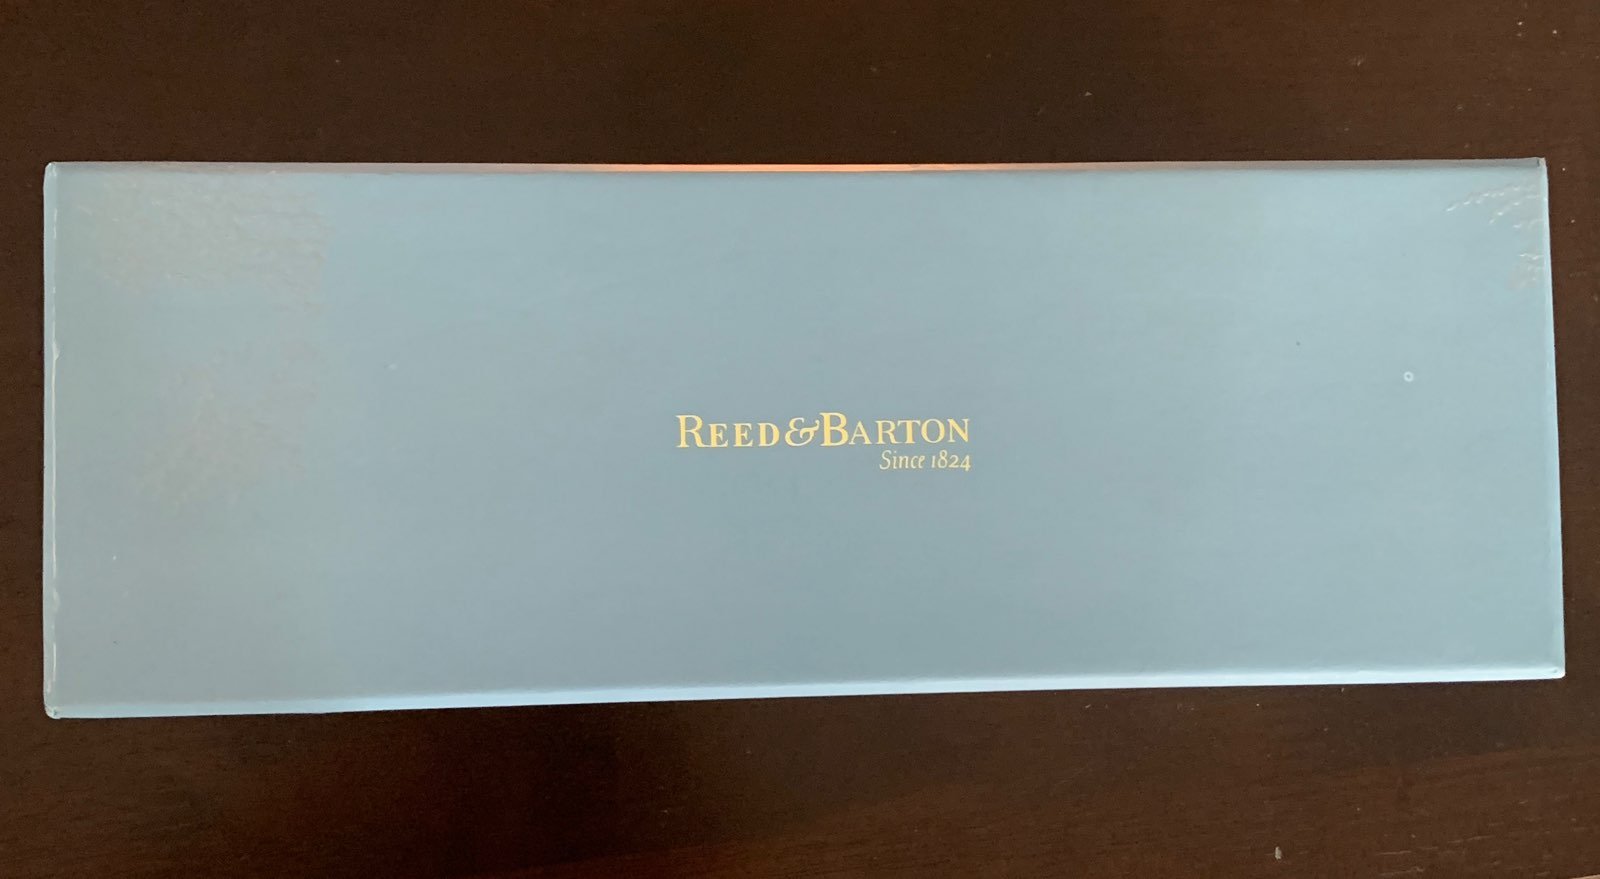 REED & BARTON
Since 1824